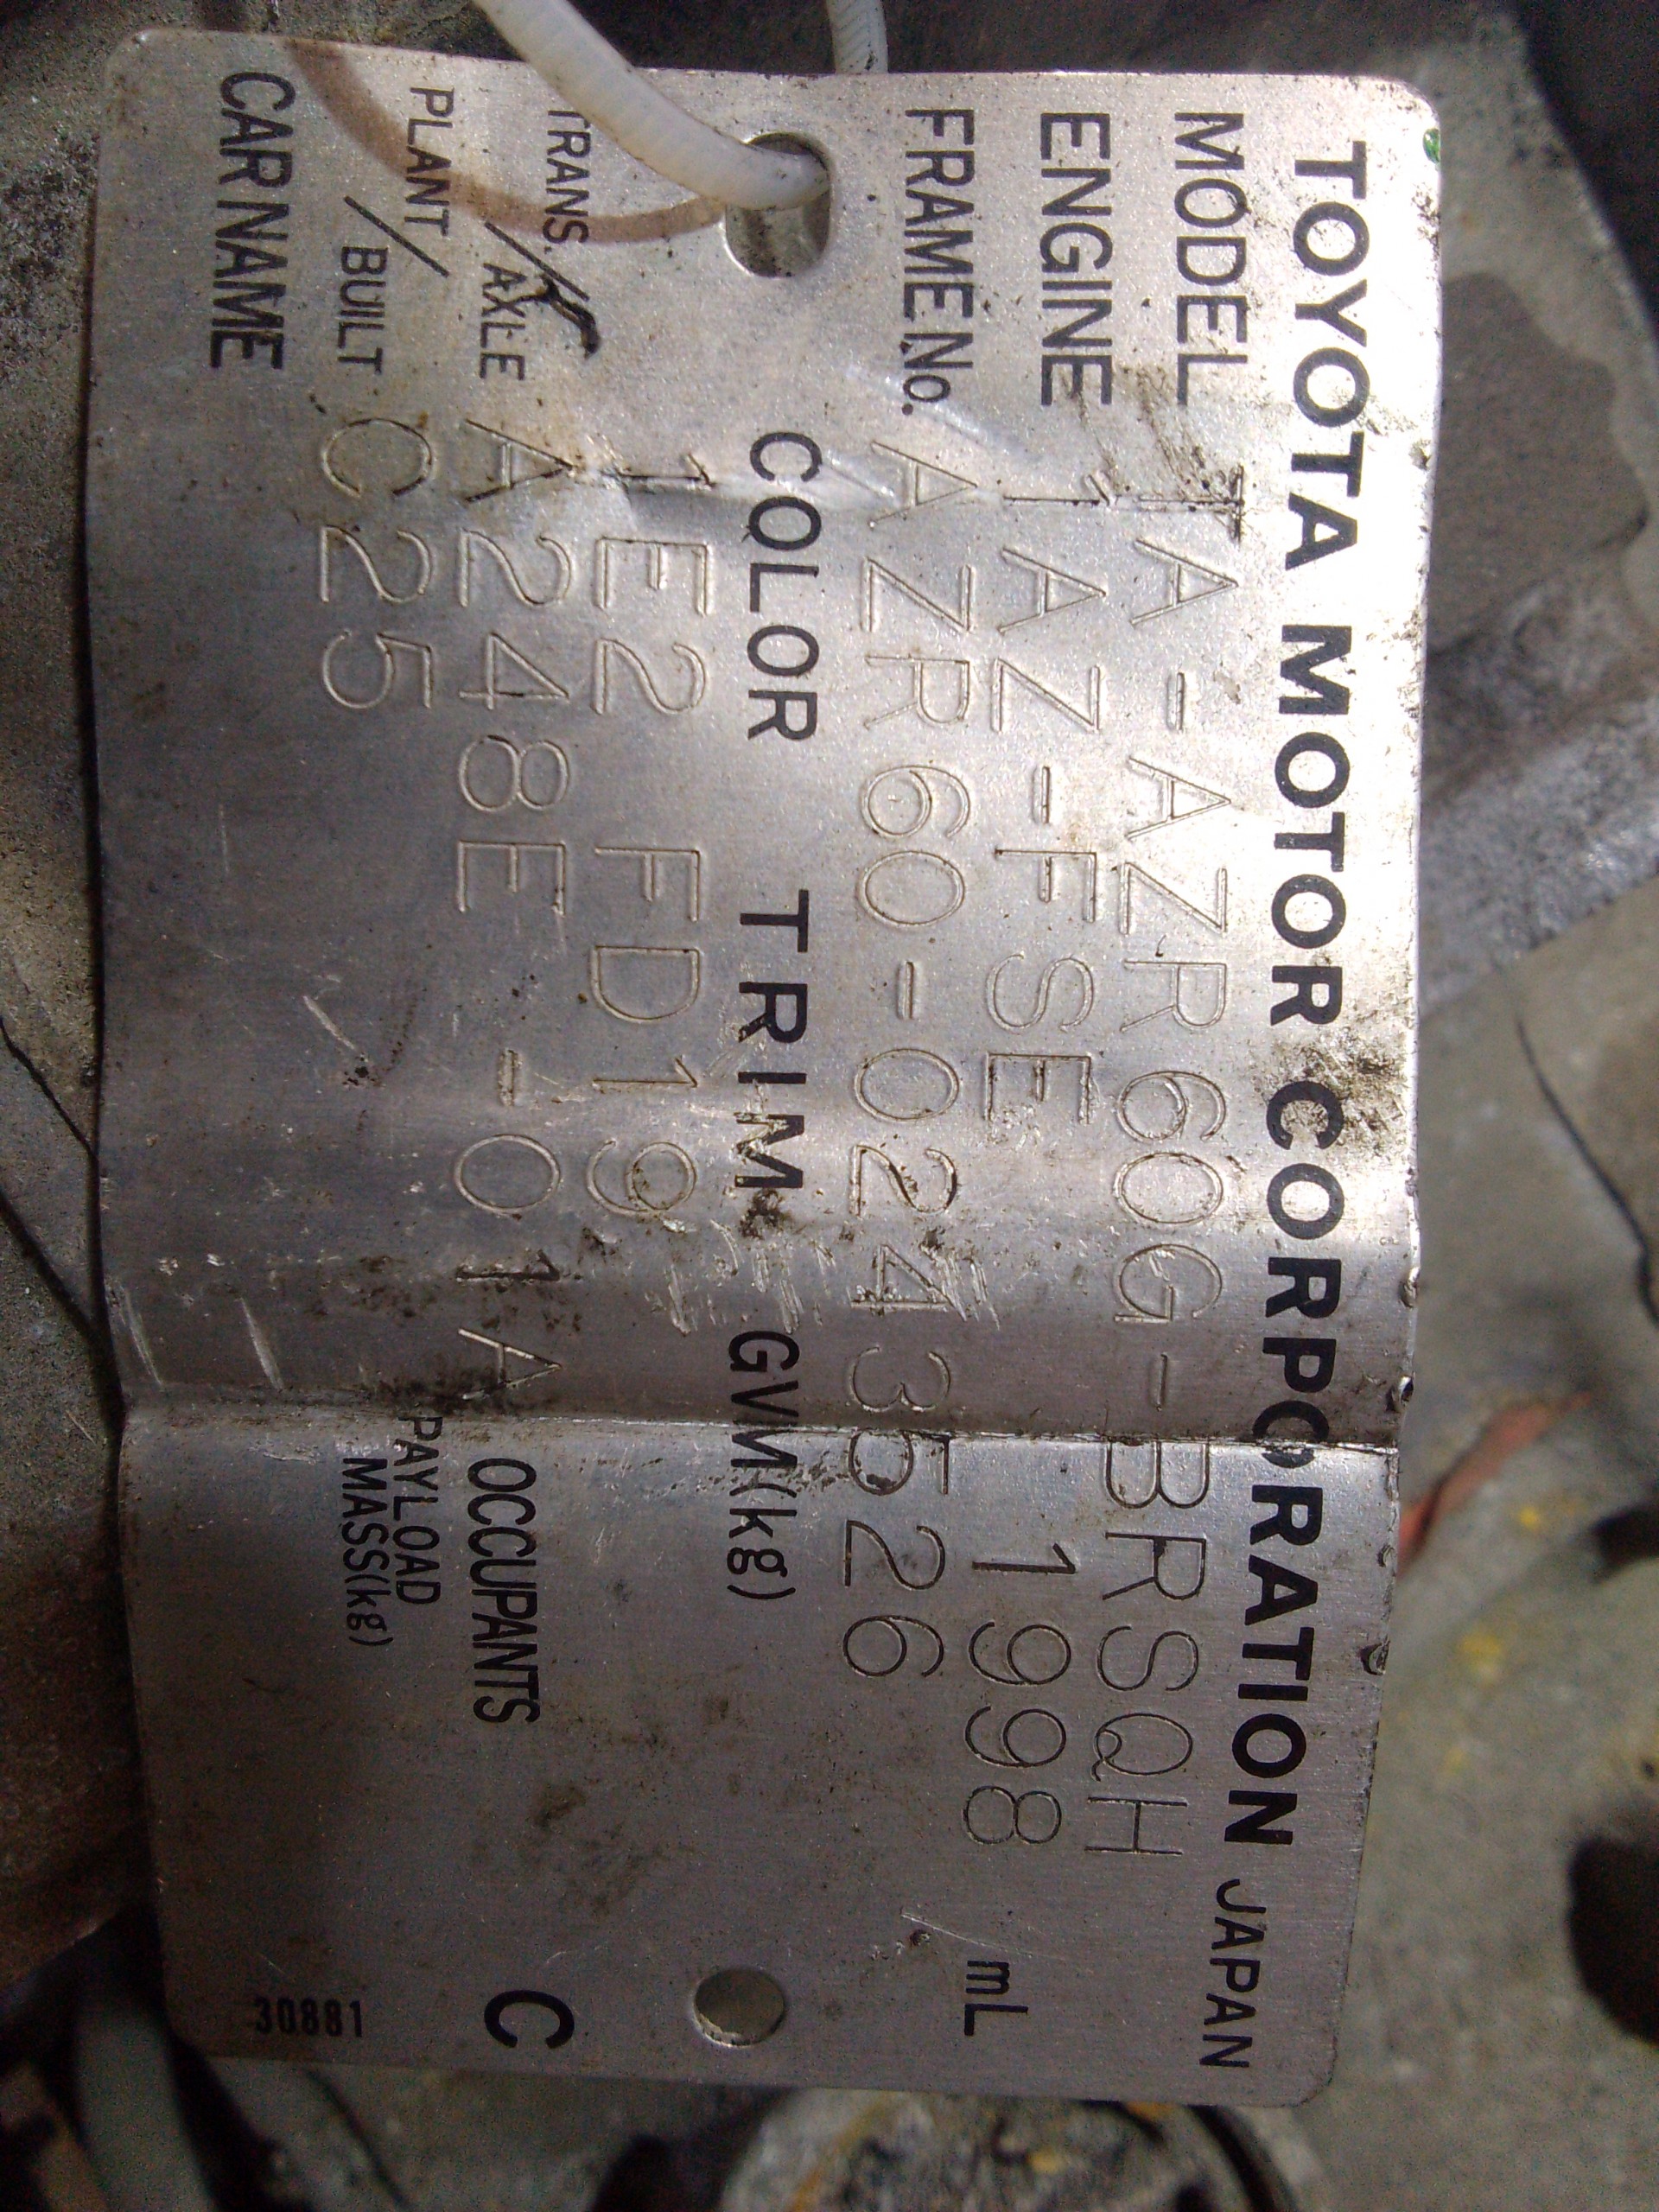 TOYOTA MOTOR CORPORATION JAPAN
MODEL TA-AZR60G-BRSQH
ENGINE 1AZ-FSE 1998 mL
FRAME No. AZR60-0243526
COLOR TRIM GVM(kg)
1E2 FD19
TRANS./AXLE A248E -01A OCCUPANTS C
PLANT/BUILT C25 PAYLOAD MASS(kg)
CAR NAME 30881